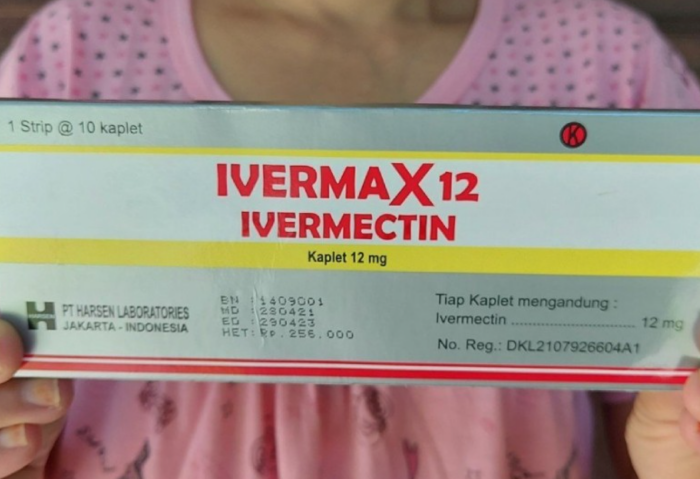 1 Strip @ 10 kaplet
K
IVERMAX 12
IVERMECTIN
Kaplet 12 mg
H
PT HARSEN LABORATORIES
JAKARTA - INDONESIA
BN : 1409001
MD : 280421
ED : 290423
HET: Rp. 256.000
Tiap Kaplet mengandung :
Ivermectin ................................ 12 mg
No. Reg.: DKL2107926604A1